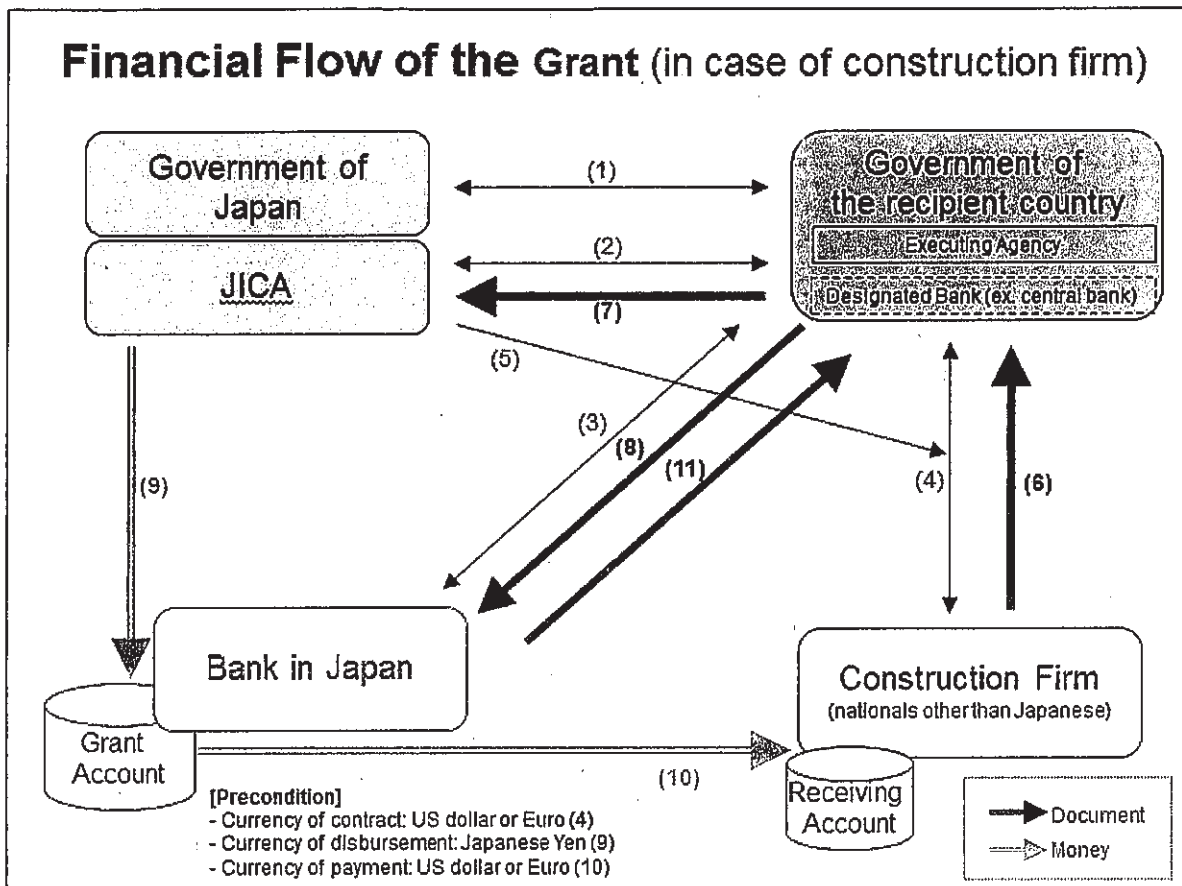 Financial Flow of the Grant (in case of construction firm)
Government of
Japan
JICA
(1)
(2)
(7)
(5)
Government of
the recipient country
Executing Agency
Designated Bank (ex. central bank)
(3)
(8)
(11)
(4)
(6)
(9)
Bank in Japan
Grant
Account
(10)
Construction Firm
(nationals other than Japanese)
Receiving
Account
[Precondition]
- Currency of contract: US dollar or Euro (4)
- Currency of disbursement: Japanese Yen (9)
- Currency of payment: US dollar or Euro (10)
Document
Money